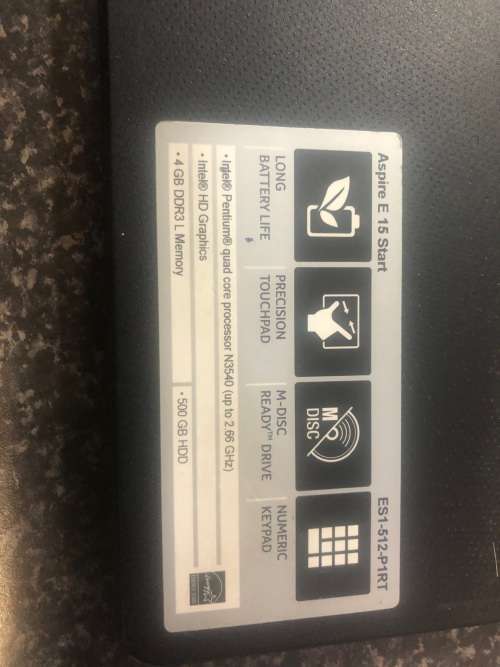 Aspire E 15 Start
ES1-512-P1RT
M
DISC
LONG
BATTERY LIFE
PRECISION
TOUCHPAD
M-DISC
READY™ DRIVE
NUMERIC
KEYPAD
• Intel® Pentium® quad core processor N3540 (up to 2.66 GHz)
• Intel® HD Graphics
• 4 GB DDR3 L Memory
• 500 GB HDD